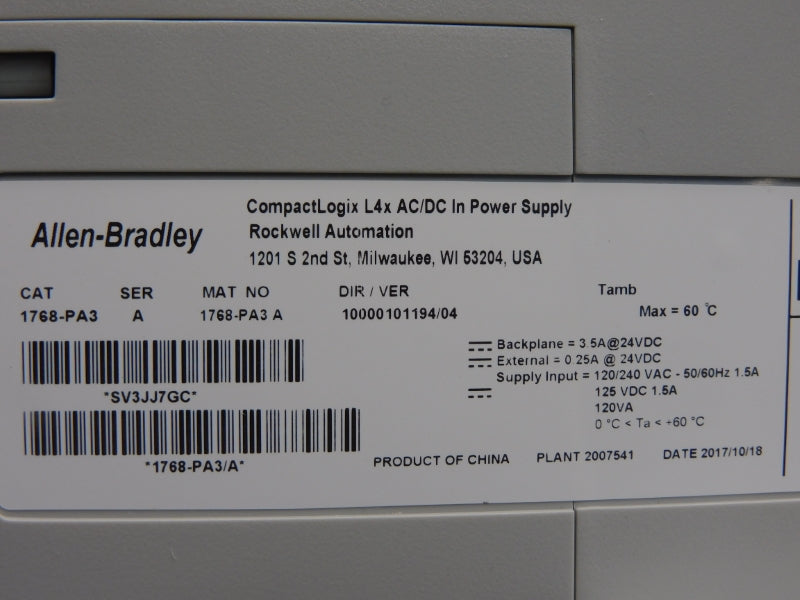 CompactLogix L4x AC/DC In Power Supply
Allen-Bradley
Rockwell Automation
1201 S 2nd St, Milwaukee, WI 53204, USA
CAT SER MAT NO DIR / VER Tamb
1768-PA3 A 1768-PA3 A 10000101194/04 Max = 60 °C
Backplane = 3.5A@24VDC
External = 0.25A @ 24VDC
Supply Input = 120/240 VAC - 50/60Hz 1.5A
125 VDC 1.5A
120VA
0 °C < Ta < +60 °C
*SV3JJ7GC*
*1768-PA3/A*
PRODUCT OF CHINA PLANT 2007541 DATE 2017/10/18